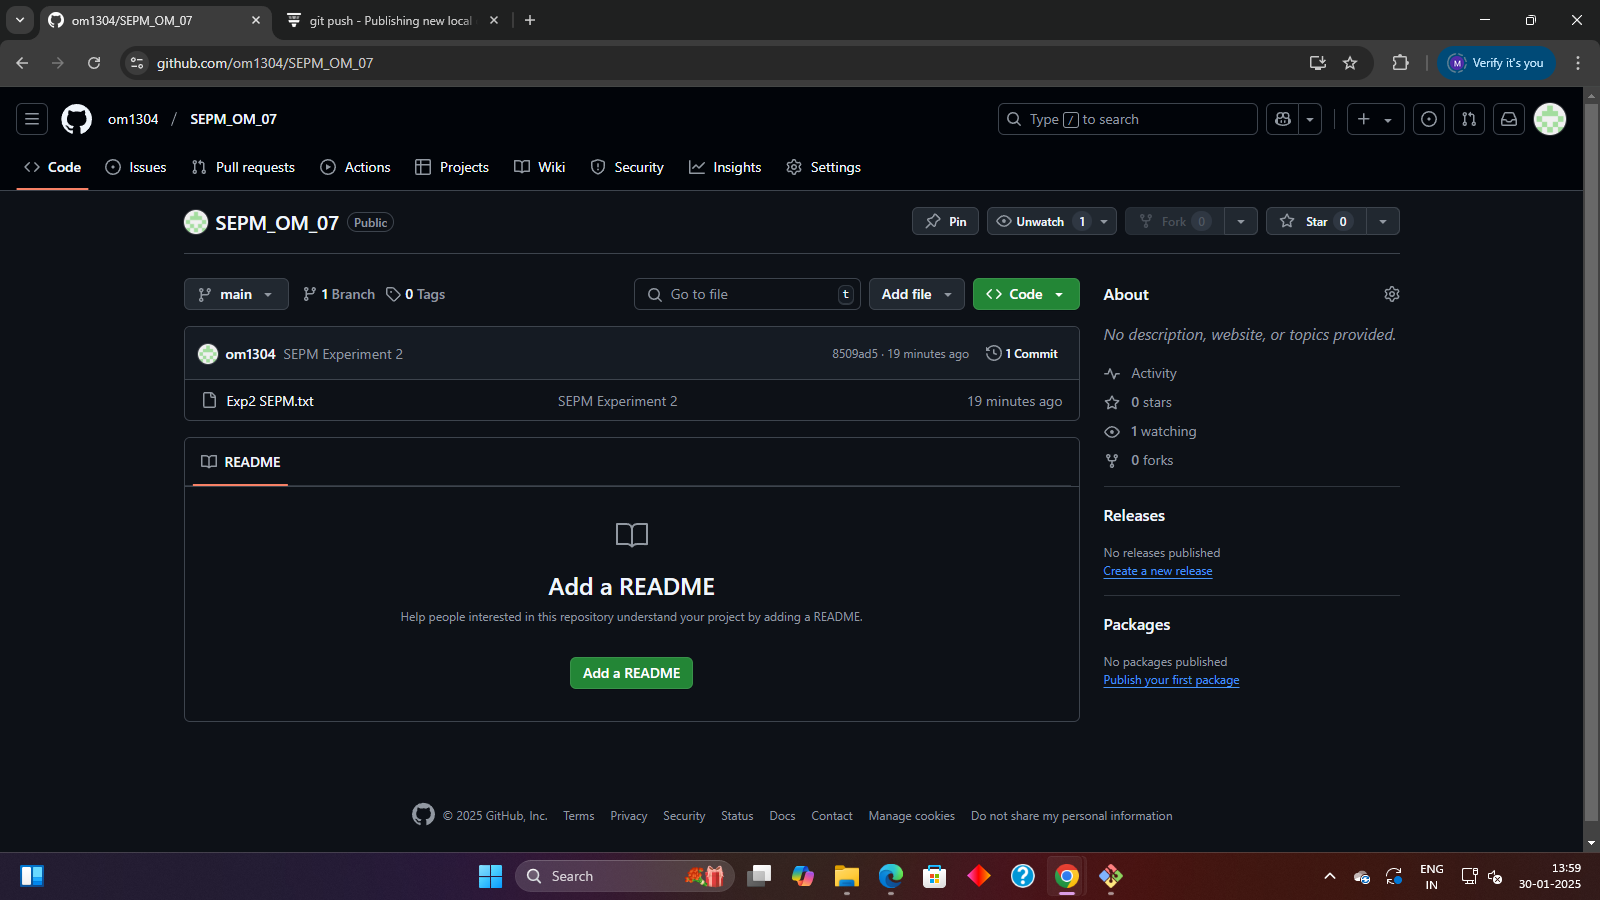 om1304/SEPM_OM_07
git push - Publishing new local
github.com/om1304/SEPM_OM_07
M Verify it's you
om1304 / SEPM_OM_07
Type / to search
Code Issues Pull requests Actions Projects Wiki Security Insights Settings
SEPM_OM_07 Public
Pin Unwatch 1 Fork 0 Star 0
main 1 Branch 0 Tags Go to file t Add file Code
om1304 SEPM Experiment 2 8509ad5 · 19 minutes ago 1 Commit
Exp2 SEPM.txt SEPM Experiment 2 19 minutes ago
README
Add a README
Help people interested in this repository understand your project by adding a README.
Add a README
About
No description, website, or topics provided.
Activity
0 stars
1 watching
0 forks
Releases
No releases published
Create a new release
Packages
No packages published
Publish your first package
© 2025 GitHub, Inc. Terms Privacy Security Status Docs Contact Manage cookies Do not share my personal information
Search
ENG
IN
13:59
30-01-2025